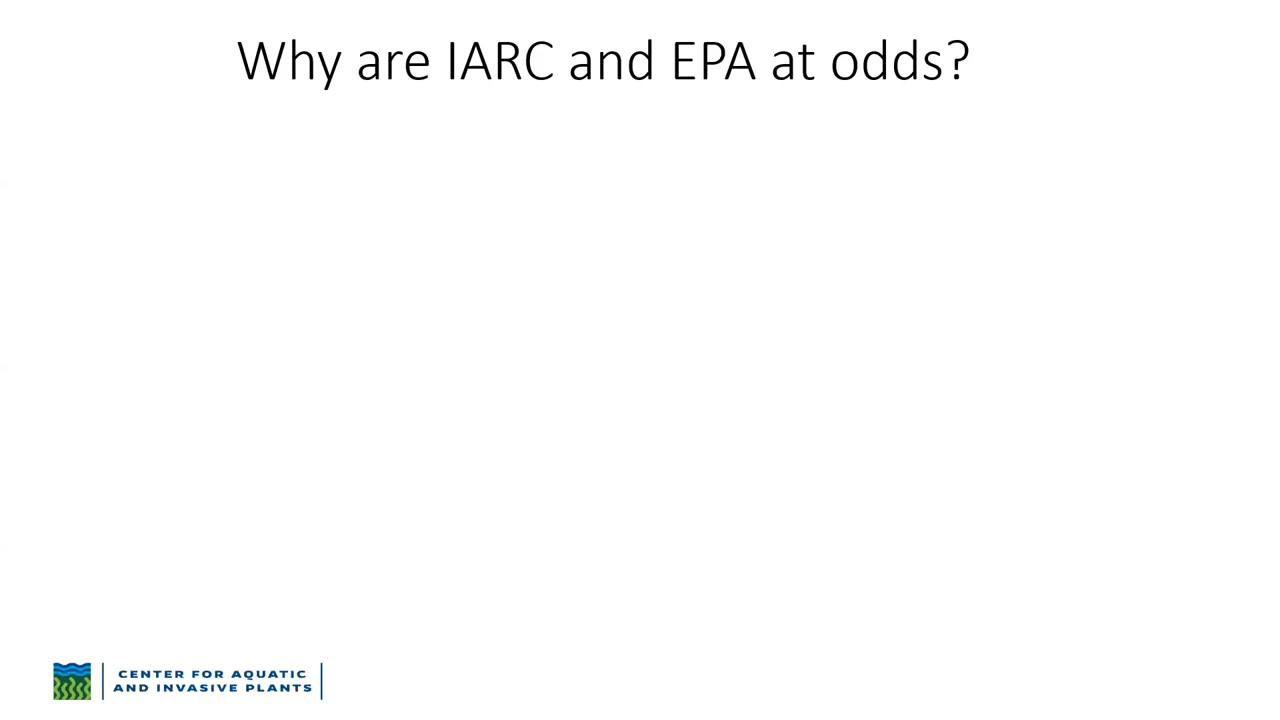 Why are IARC and EPA at odds?
CENTER FOR AQUATIC
AND INVASIVE PLANTS